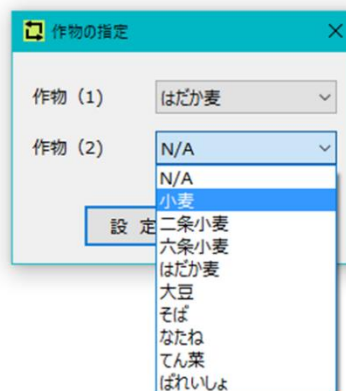 作物の指定
作物（1）
はだか麦
作物（2）
N/A
N/A
小麦
二条小麦
設 定
六条小麦
はだか麦
大豆
そば
なたね
てん菜
ばれいしょ